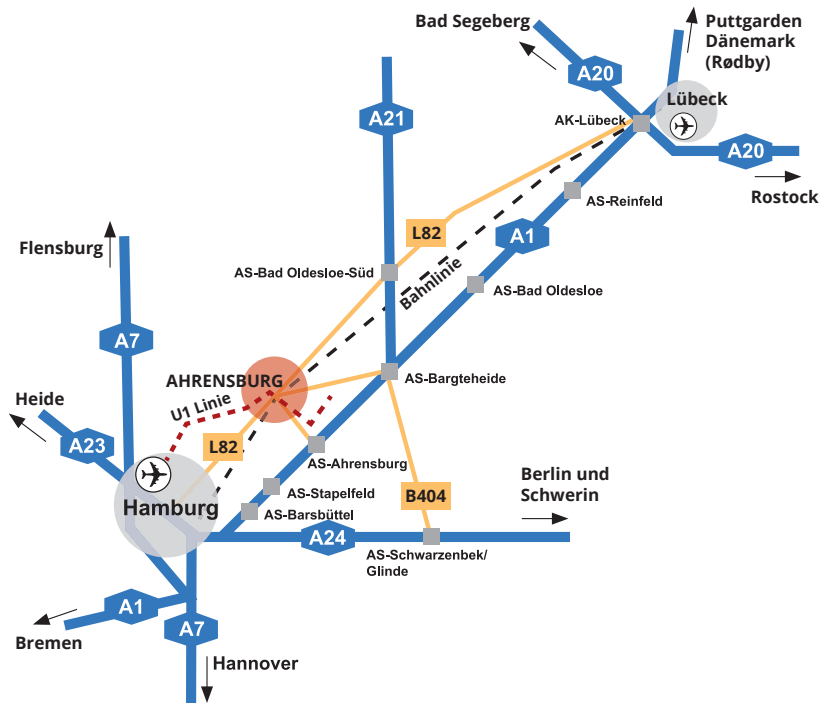 Bad Segeberg
Puttgarden
Dänemark
(Rødby)
A20
Lübeck
A21
AK-Lübeck
A20
Rostock
AS-Reinfeld
L82
A1
Flensburg
AS-Bad Oldesloe-Süd
Bahnlinie
AS-Bad Oldesloe
A7
AHRENSBURG
AS-Bargteheide
U1 Linie
Heide
A23
L82
AS-Ahrensburg
Berlin und
Schwerin
AS-Stapelfeld
B404
Hamburg
AS-Barsbüttel
A24
AS-Schwarzenbek/
Glinde
A1
Bremen
A7
Hannover